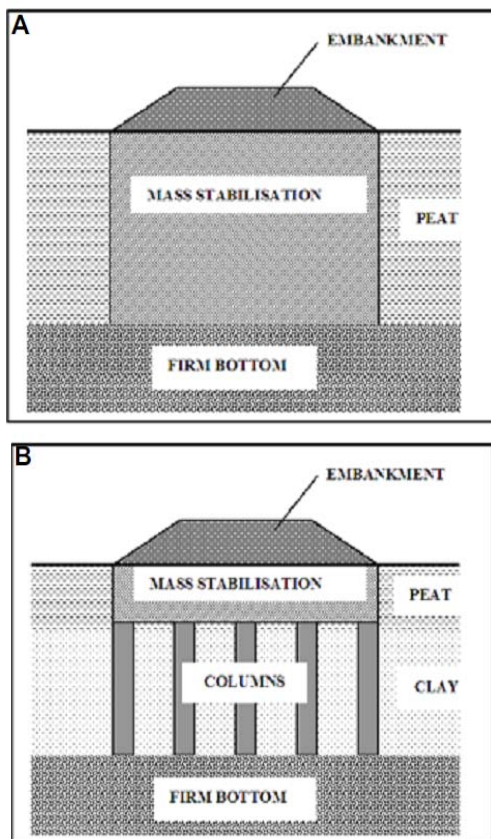 A
EMBANKMENT
MASS STABILISATION
PEAT
FIRM BOTTOM
B
EMBANKMENT
MASS STABILISATION
PEAT
COLUMNS
CLAY
FIRM BOTTOM